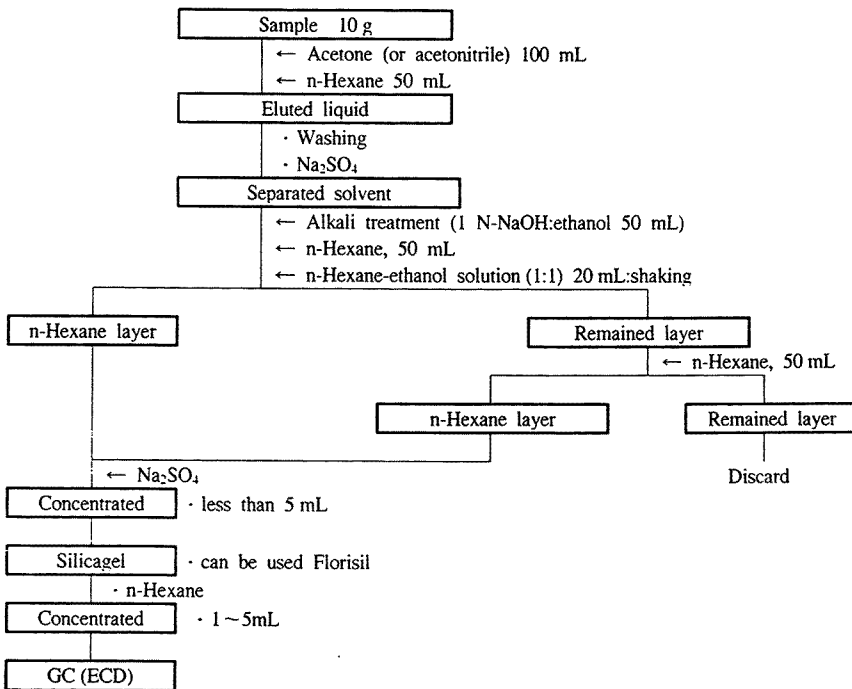 Sample 10 g
← Acetone (or acetonitrile) 100 mL
← n-Hexane 50 mL
Eluted liquid
· Washing
· Na₂SO₄
Separated solvent
← Alkali treatment (1 N-NaOH:ethanol 50 mL)
← n-Hexane, 50 mL
← n-Hexane-ethanol solution (1:1) 20 mL:shaking
n-Hexane layer
Remained layer
← n-Hexane, 50 mL
n-Hexane layer
Remained layer
Discard
← Na₂SO₄
Concentrated · less than 5 mL
Silicagel · can be used Florisil
· n-Hexane
Concentrated · 1～5mL
GC (ECD)